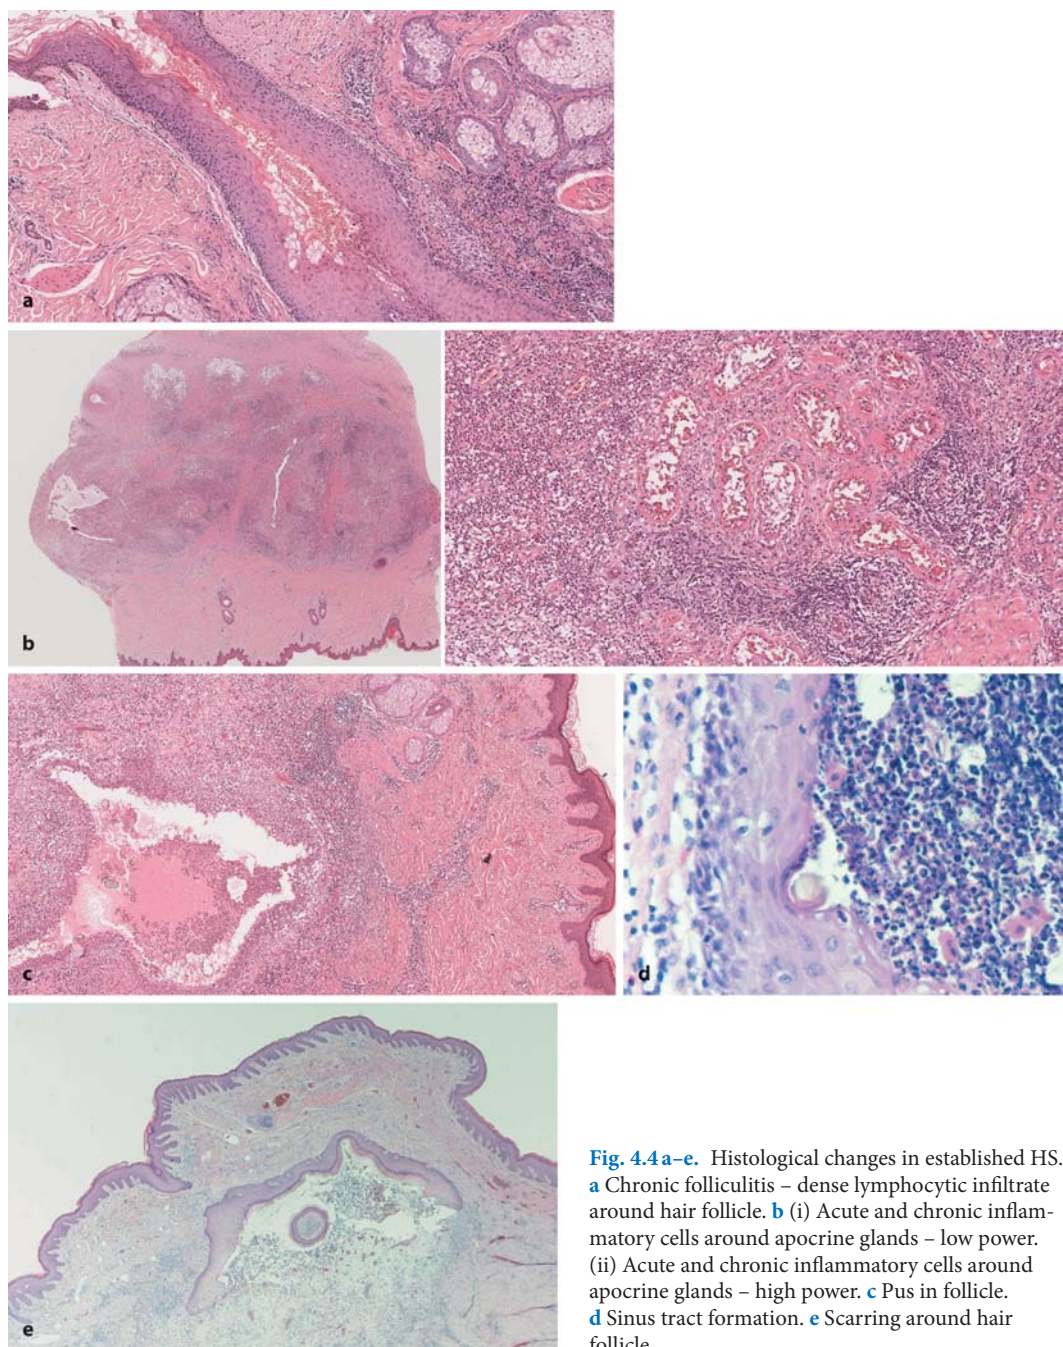 a
b
c
d
e
Fig. 4.4 a–e. Histological changes in established HS.
a Chronic folliculitis – dense lymphocytic infiltrate
around hair follicle. b (i) Acute and chronic inflam-
matory cells around apocrine glands – low power.
(ii) Acute and chronic inflammatory cells around
apocrine glands – high power. c Pus in follicle.
d Sinus tract formation. e Scarring around hair
follicle